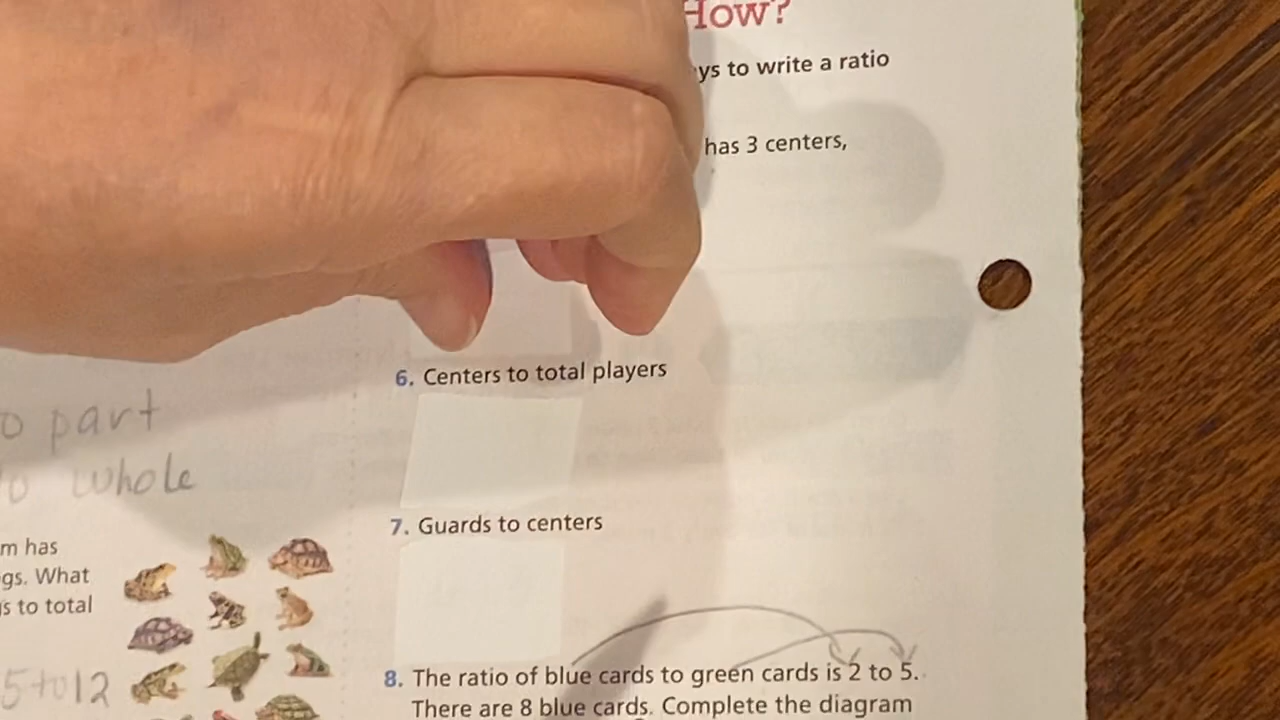 How?
ys to write a ratio
has 3 centers,
6. Centers to total players
o part
o whole
7. Guards to centers
m has
gs. What
s to total
5 to 12
8. The ratio of blue cards to green cards is 2 to 5.
There are 8 blue cards. Complete the diagram